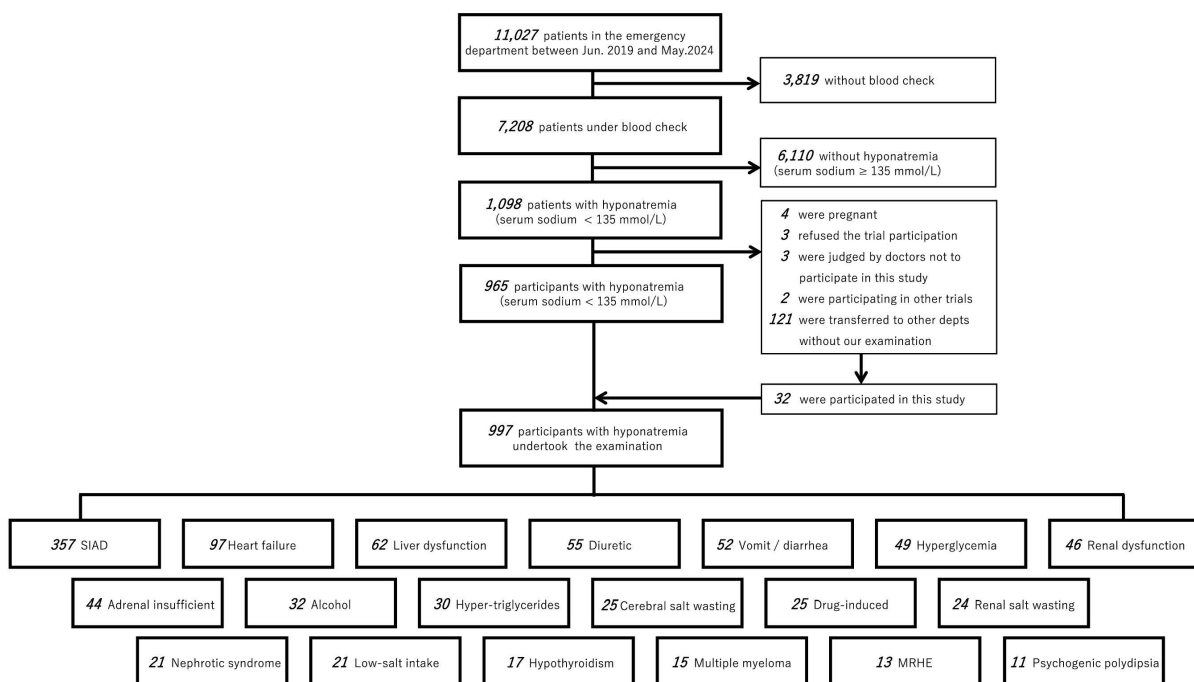 11,027 patients in the emergency
department between Jun. 2019 and May.2024
3,819 without blood check
7,208 patients under blood check
6,110 without hyponatremia
(serum sodium ≥ 135 mmol/L)
1,098 patients with hyponatremia
(serum sodium < 135 mmol/L)
4 were pregnant
3 refused the trial participation
3 were judged by doctors not to
participate in this study
2 were participating in other trials
121 were transferred to other depts
without our examination
965 participants with hyponatremia
(serum sodium < 135 mmol/L)
32 were participated in this study
997 participants with hyponatremia
undertook the examination
357 SIAD
97 Heart failure
62 Liver dysfunction
55 Diuretic
52 Vomit / diarrhea
49 Hyperglycemia
46 Renal dysfunction
44 Adrenal insufficient
32 Alcohol
30 Hyper-triglycerides
25 Cerebral salt wasting
25 Drug-induced
24 Renal salt wasting
21 Nephrotic syndrome
21 Low-salt intake
17 Hypothyroidism
15 Multiple myeloma
13 MRHE
11 Psychogenic polydipsia